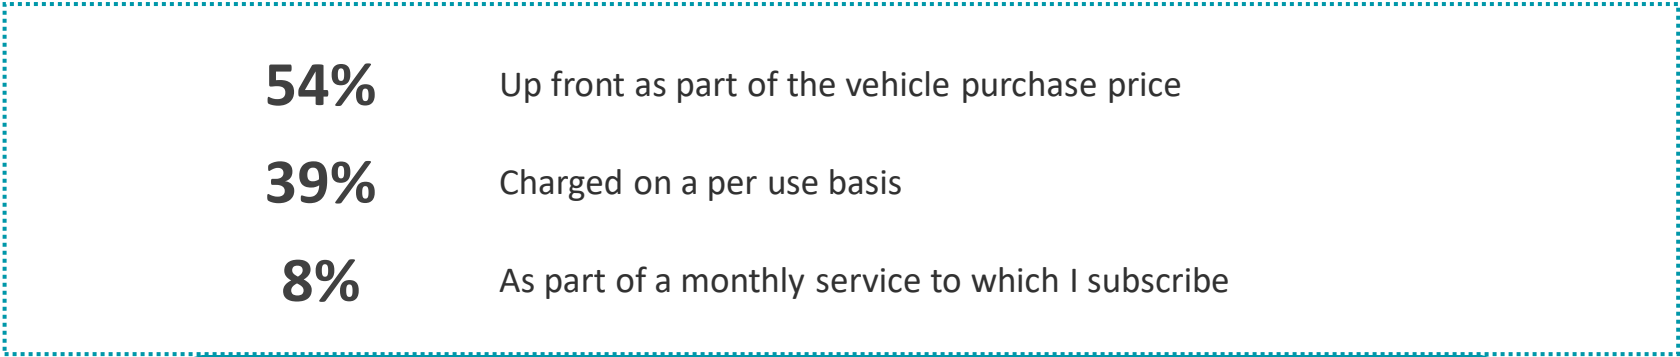 54% Up front as part of the vehicle purchase price
39% Charged on a per use basis
8% As part of a monthly service to which I subscribe